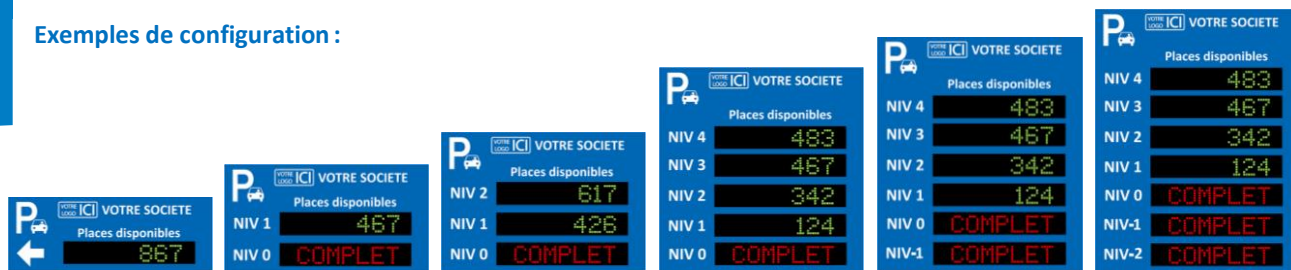 Exemples de configuration :
P VOTRE LOGO ICI VOTRE SOCIETE
Places disponibles
867
P VOTRE LOGO ICI VOTRE SOCIETE
Places disponibles
NIV 1 467
NIV 0 COMPLET
P VOTRE LOGO ICI VOTRE SOCIETE
Places disponibles
NIV 2 617
NIV 1 426
NIV 0 COMPLET
P VOTRE LOGO ICI VOTRE SOCIETE
Places disponibles
NIV 4 483
NIV 3 467
NIV 2 342
NIV 1 124
NIV 0 COMPLET
P VOTRE LOGO ICI VOTRE SOCIETE
Places disponibles
NIV 4 483
NIV 3 467
NIV 2 342
NIV 1 124
NIV 0 COMPLET
NIV-1 COMPLET
P VOTRE LOGO ICI VOTRE SOCIETE
Places disponibles
NIV 4 483
NIV 3 467
NIV 2 342
NIV 1 124
NIV 0 COMPLET
NIV-1 COMPLET
NIV-2 COMPLET